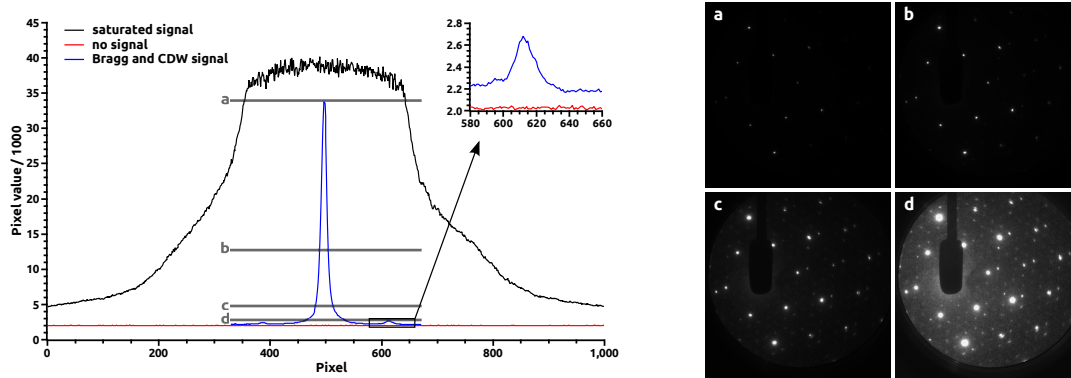 Pixel value / 1000
45
40
35
30
25
20
15
10
5
0
0
200
400
600
800
1,000
Pixel
saturated signal
no signal
Bragg and CDW signal
a
b
c
d
2.8
2.6
2.4
2.2
2.0
580
600
620
640
660
a
b
c
d